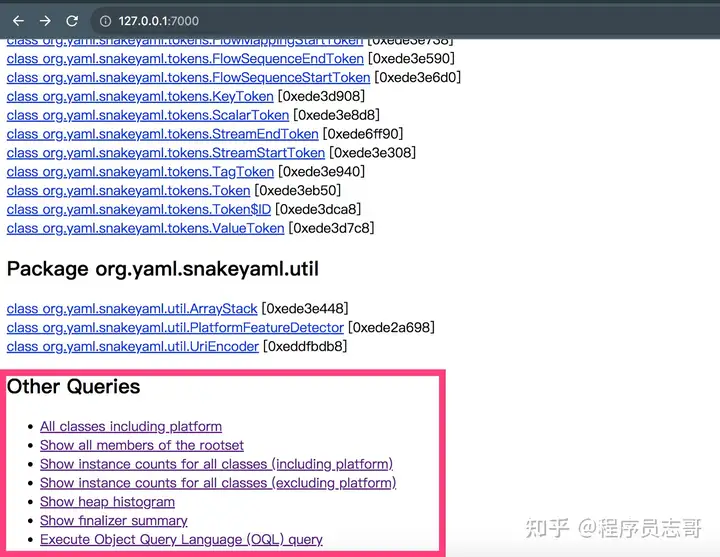 127.0.0.1:7000
class org.yaml.snakeyaml.tokens.FlowMappingStartToken [0xede3e738]
class org.yaml.snakeyaml.tokens.FlowSequenceEndToken [0xede3e590]
class org.yaml.snakeyaml.tokens.FlowSequenceStartToken [0xede3e6d0]
class org.yaml.snakeyaml.tokens.KeyToken [0xede3d908]
class org.yaml.snakeyaml.tokens.ScalarToken [0xede3e8d8]
class org.yaml.snakeyaml.tokens.StreamEndToken [0xede6ff90]
class org.yaml.snakeyaml.tokens.StreamStartToken [0xede3e308]
class org.yaml.snakeyaml.tokens.TagToken [0xede3e940]
class org.yaml.snakeyaml.tokens.Token [0xede3eb50]
class org.yaml.snakeyaml.tokens.Token$ID [0xede3dca8]
class org.yaml.snakeyaml.tokens.ValueToken [0xede3d7c8]
Package org.yaml.snakeyaml.util
class org.yaml.snakeyaml.util.ArrayStack [0xede3e448]
class org.yaml.snakeyaml.util.PlatformFeatureDetector [0xede2a698]
class org.yaml.snakeyaml.util.UriEncoder [0xeddfbdb8]
Other Queries
All classes including platform
Show all members of the rootset
Show instance counts for all classes (including platform)
Show instance counts for all classes (excluding platform)
Show heap histogram
Show finalizer summary
Execute Object Query Language (OQL) query
知乎 @程序员志哥